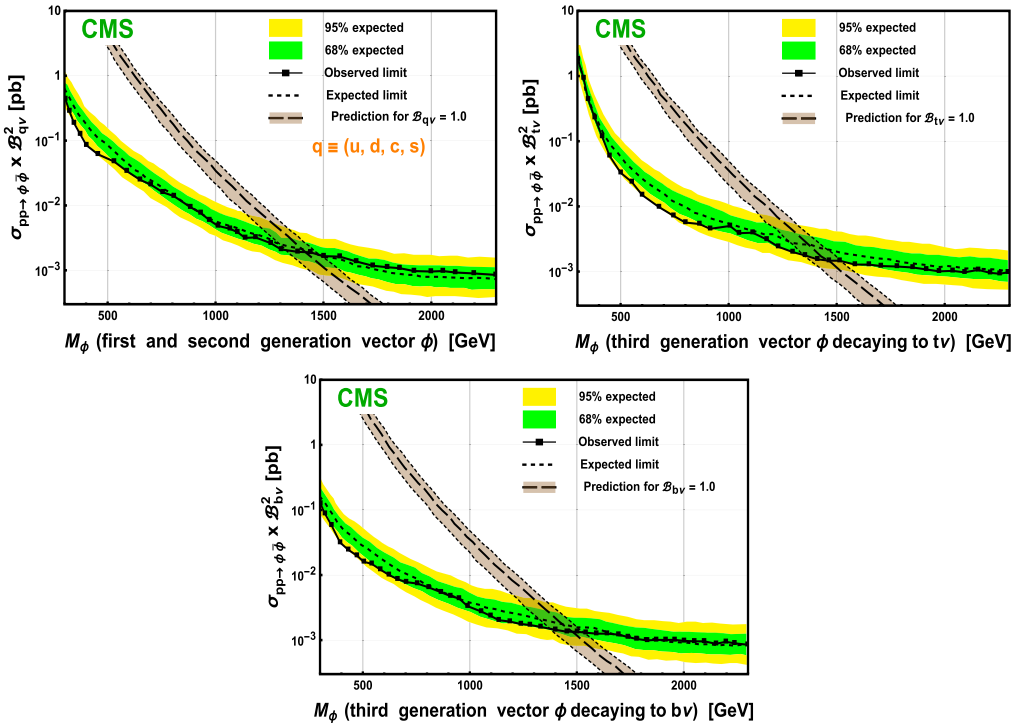 CMS
95% expected
68% expected
Observed limit
Expected limit
Prediction for ℬqν = 1.0
q ≡ (u, d, c, s)
10
1
10⁻¹
10⁻²
10⁻³
σpp→ϕϕ̄ x ℬ²qν [pb]
500 1000 1500 2000
Mϕ (first and second generation vector ϕ) [GeV]
CMS
95% expected
68% expected
Observed limit
Expected limit
Prediction for ℬtν = 1.0
10
1
10⁻¹
10⁻²
10⁻³
σpp→ϕϕ̄ x ℬ²tν [pb]
500 1000 1500 2000
Mϕ (third generation vector ϕ decaying to tν) [GeV]
CMS
95% expected
68% expected
Observed limit
Expected limit
Prediction for ℬbν = 1.0
10
1
10⁻¹
10⁻²
10⁻³
σpp→ϕϕ̄ x ℬ²bν [pb]
500 1000 1500 2000
Mϕ (third generation vector ϕ decaying to bν) [GeV]